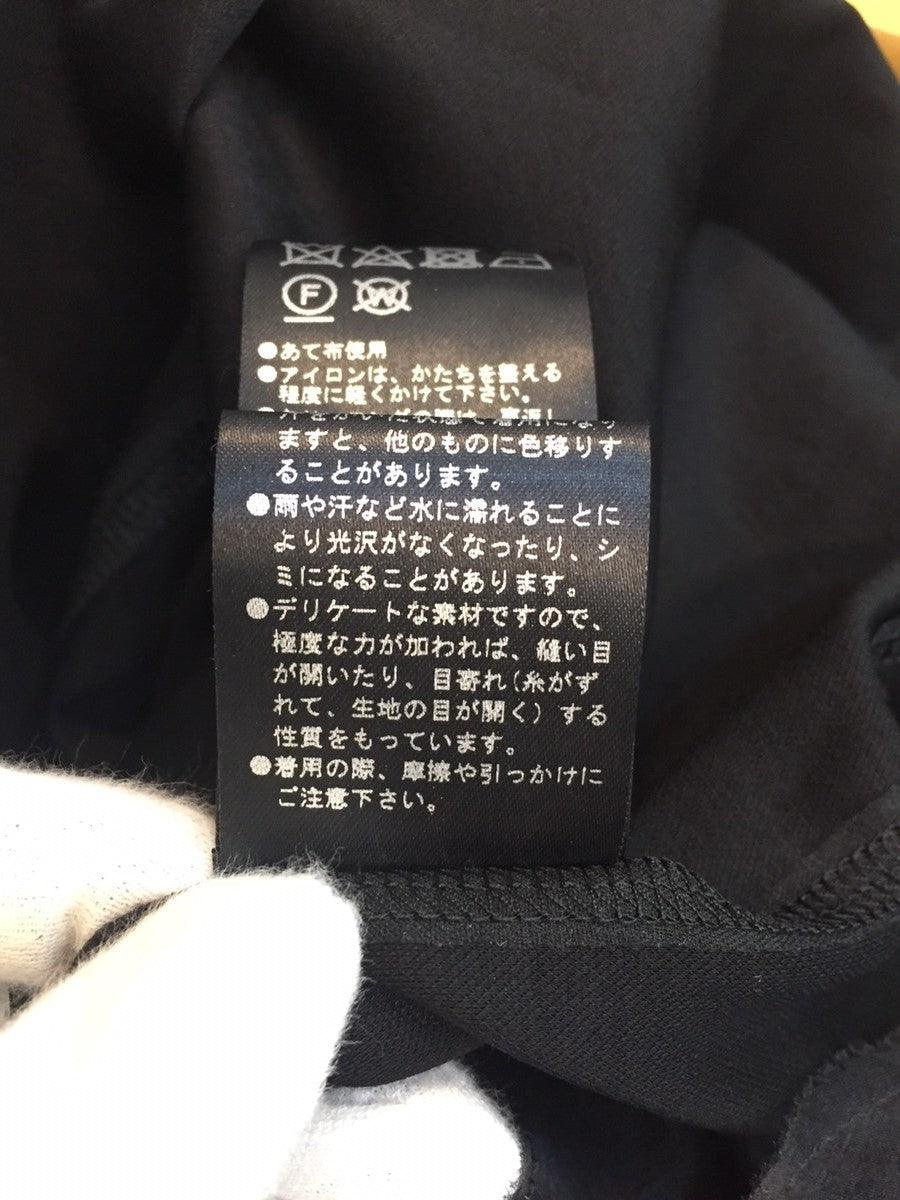 F
W
●あて布使用
●アイロンは、かたちを整える
程度に軽くかけて下さい。
ますと、他のものに色移りす
ることがあります。
●雨や汗など水に濡れることに
より光沢がなくなったり、シ
ミになることがあります。
●デリケートな素材ですので、
極度な力が加われば、縫い目
が開いたり、目寄れ(糸がず
れて、生地の目が開く)する
性質をもっています。
●着用の際、摩擦や引っかけに
ご注意下さい。